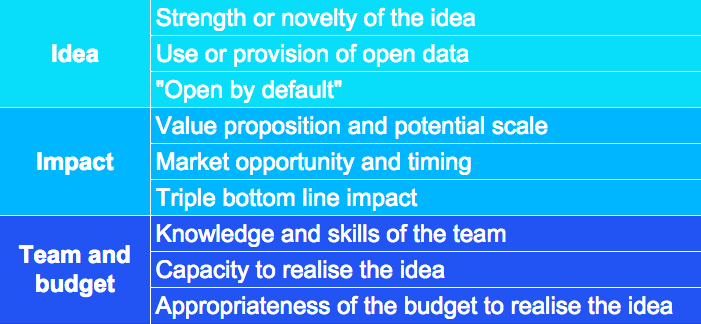 Idea
Strength or novelty of the idea
Use or provision of open data
"Open by default"
Impact
Value proposition and potential scale
Market opportunity and timing
Triple bottom line impact
Team and
budget
Knowledge and skills of the team
Capacity to realise the idea
Appropriateness of the budget to realise the idea